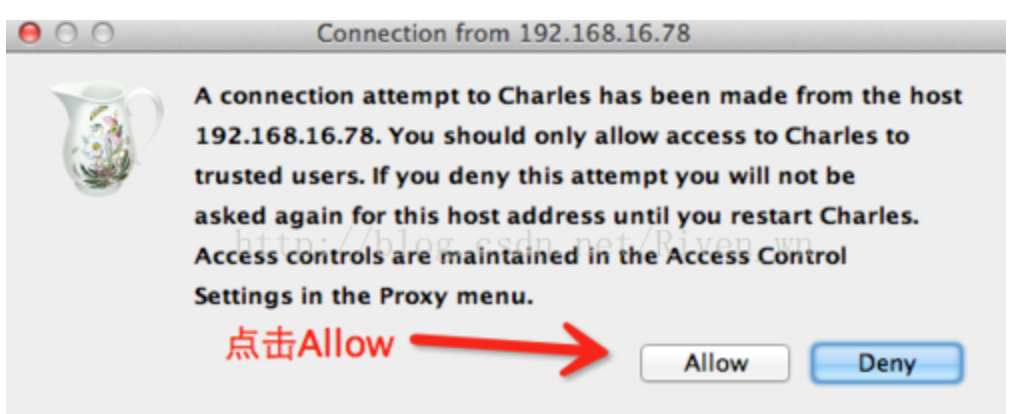 Connection from 192.168.16.78
A connection attempt to Charles has been made from the host
192.168.16.78. You should only allow access to Charles to
trusted users. If you deny this attempt you will not be
asked again for this host address until you restart Charles.
http://blog.csdn.net/Riven_wn
Access controls are maintained in the Access Control
Settings in the Proxy menu.
点击Allow
Allow Deny